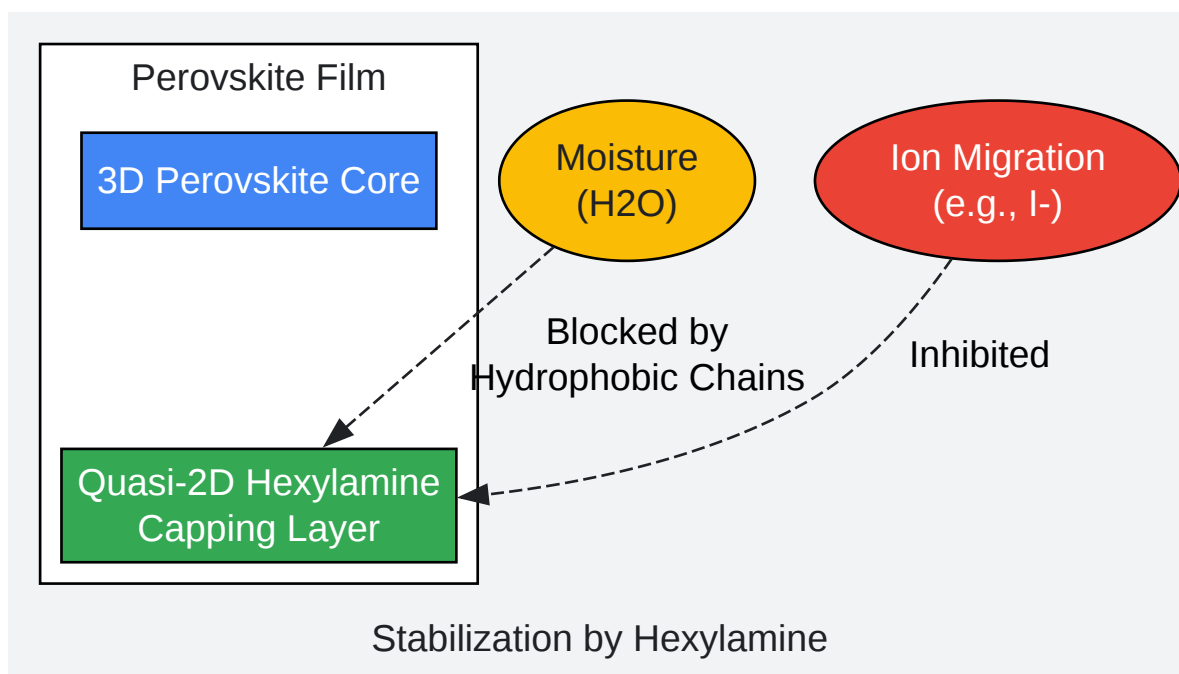 Perovskite Film
3D Perovskite Core
Moisture
(H2O)
Ion Migration
(e.g., I-)
Blocked by
Hydrophobic Chains
Inhibited
Quasi-2D Hexylamine
Capping Layer
Stabilization by Hexylamine